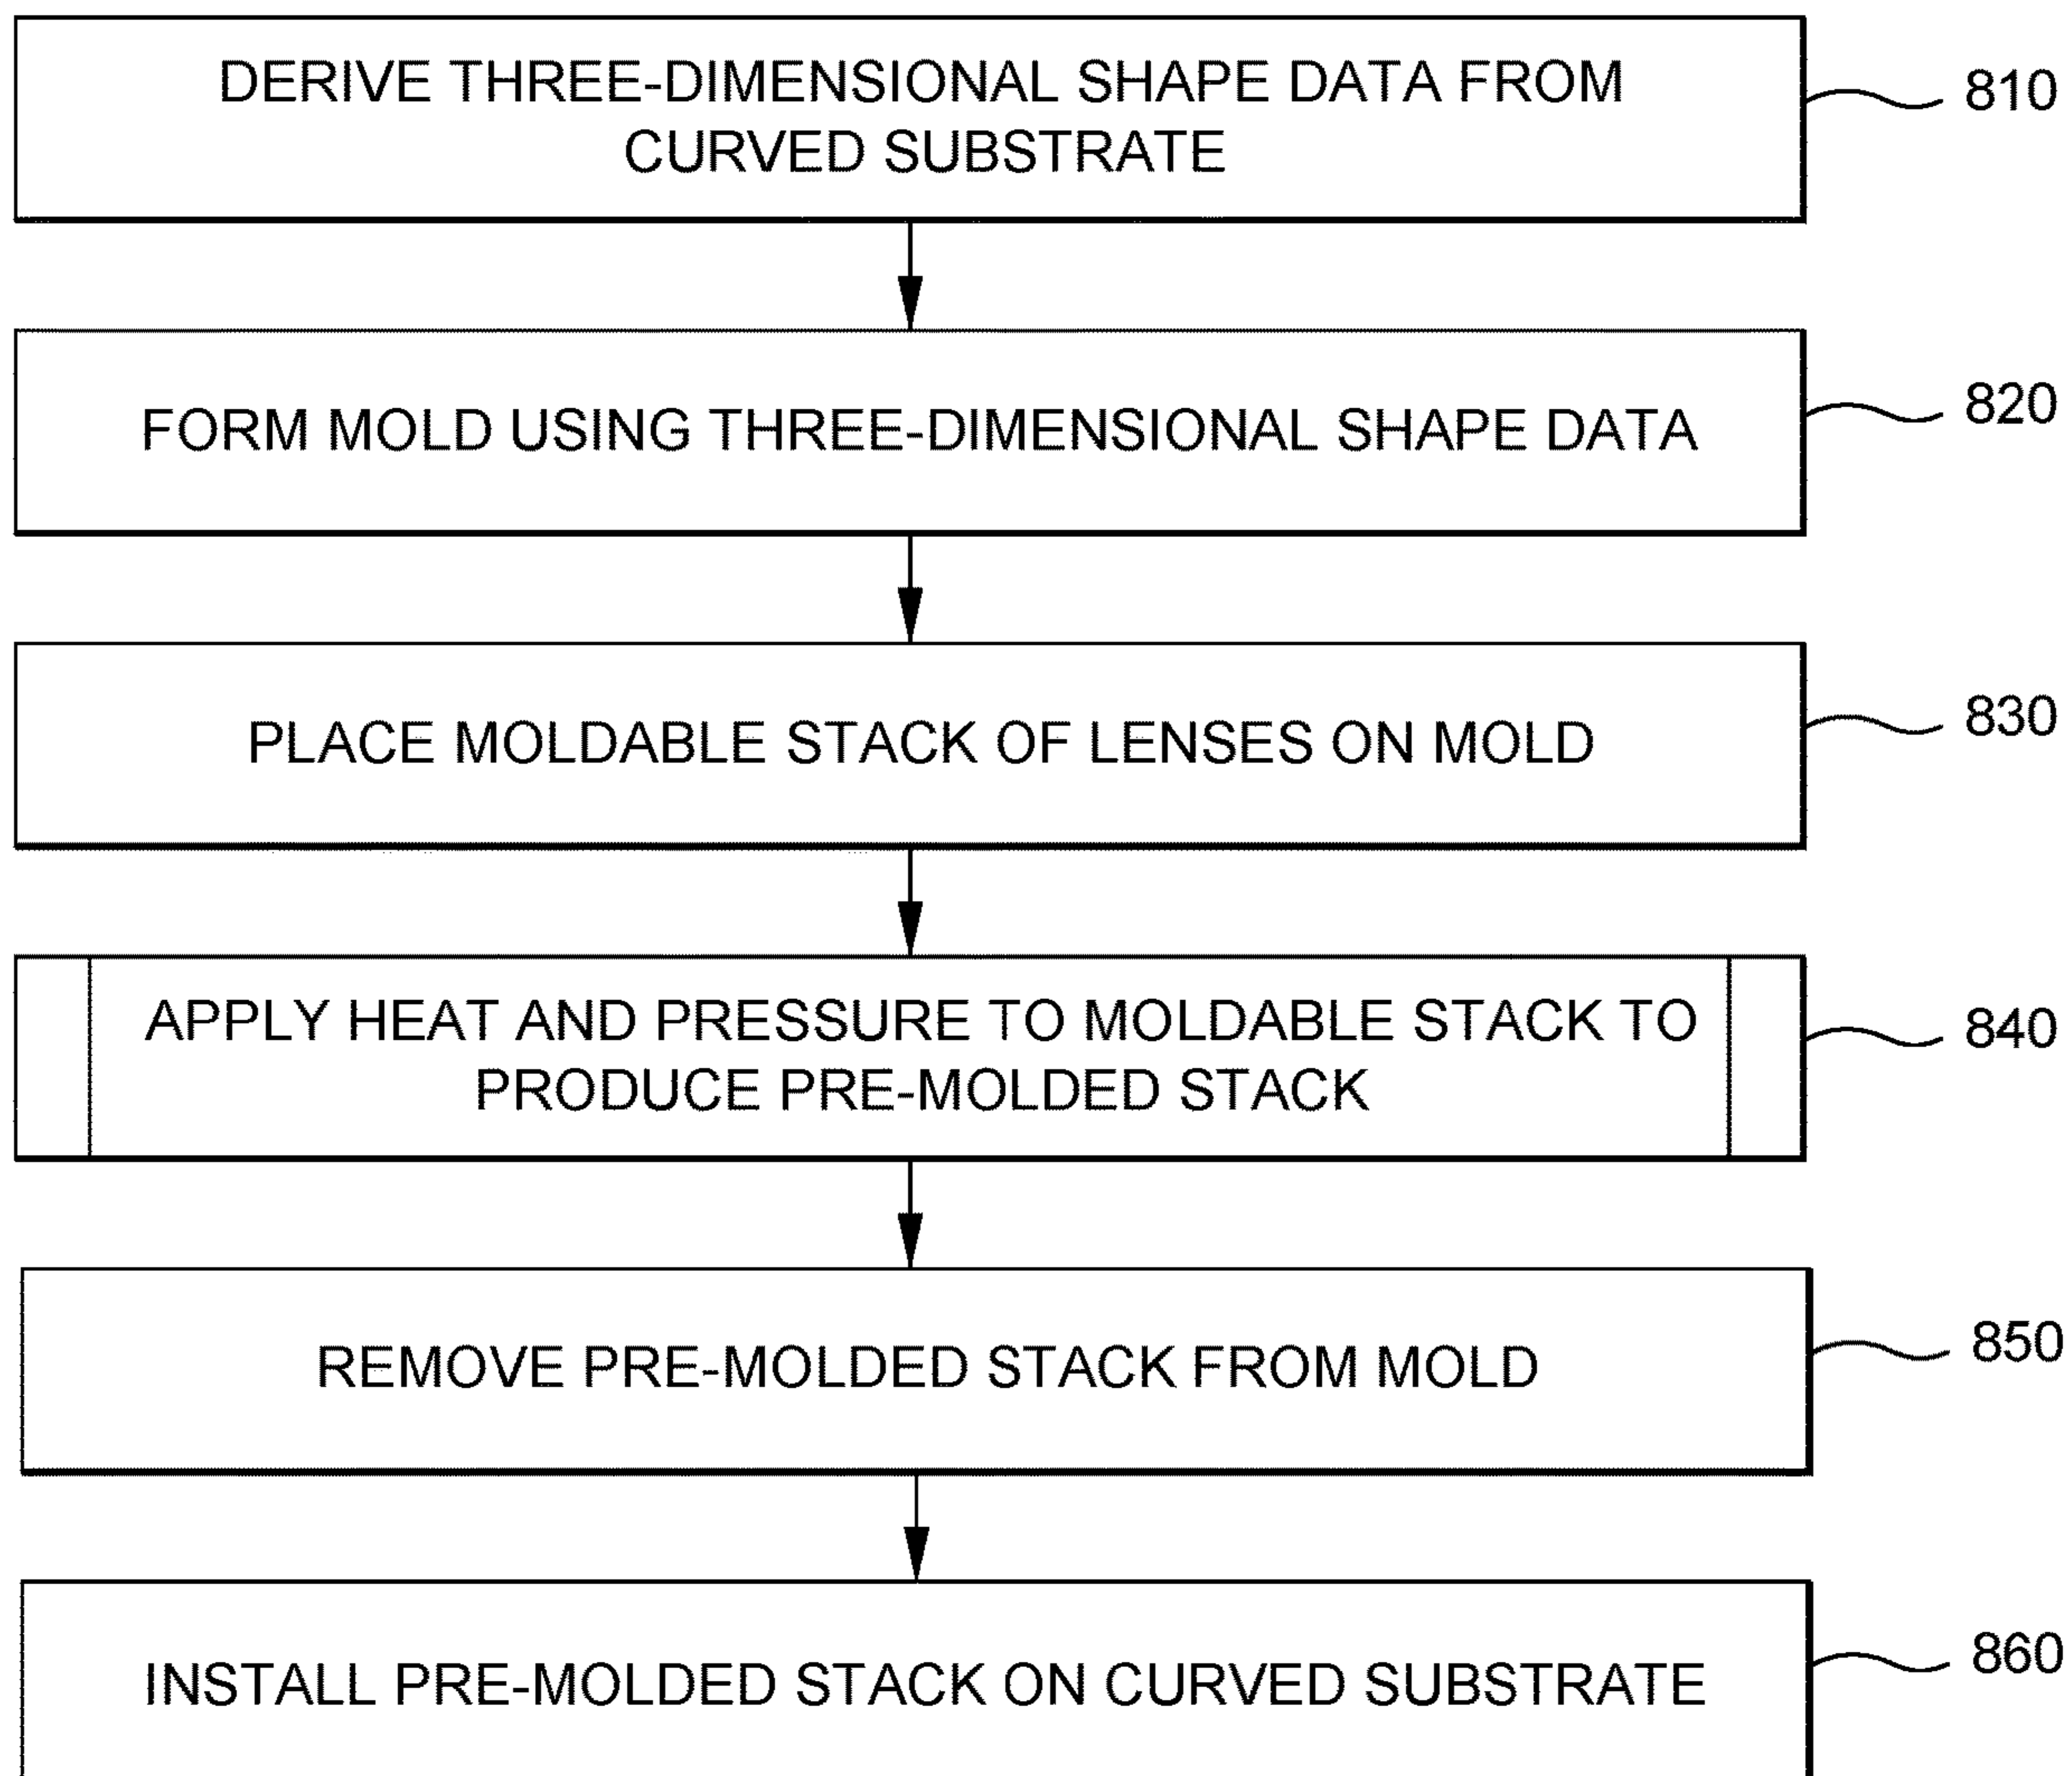 DERIVE THREE-DIMENSIONAL SHAPE DATA FROM
CURVED SUBSTRATE
810
FORM MOLD USING THREE-DIMENSIONAL SHAPE DATA
820
PLACE MOLDABLE STACK OF LENSES ON MOLD
830
APPLY HEAT AND PRESSURE TO MOLDABLE STACK TO
PRODUCE PRE-MOLDED STACK
840
REMOVE PRE-MOLDED STACK FROM MOLD
850
INSTALL PRE-MOLDED STACK ON CURVED SUBSTRATE
860